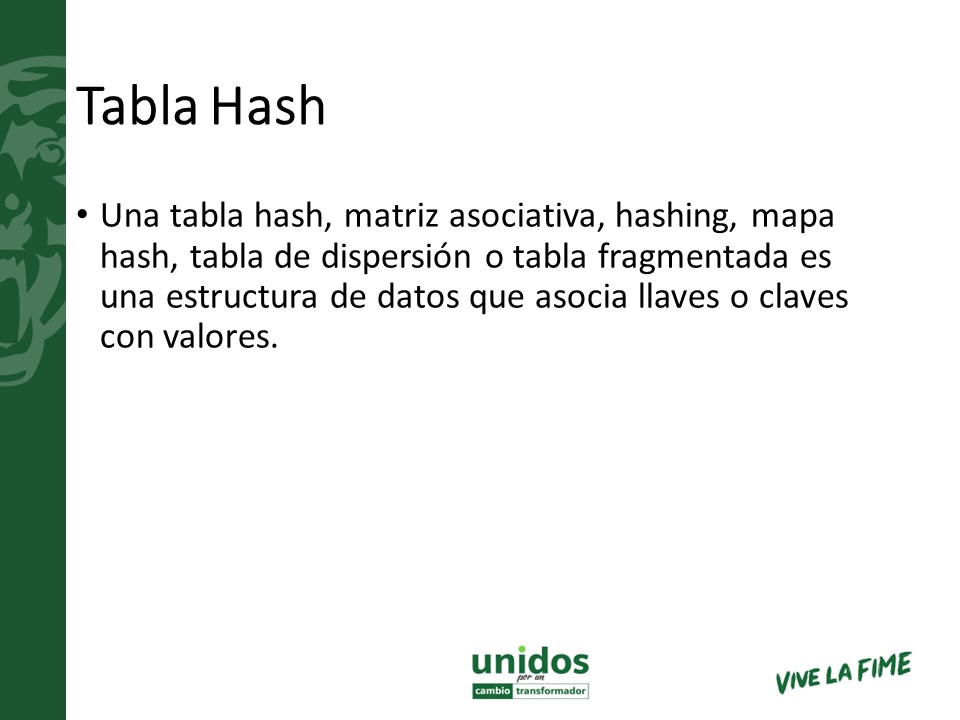 Tabla Hash
• Una tabla hash, matriz asociativa, hashing, mapa
hash, tabla de dispersión o tabla fragmentada es
una estructura de datos que asocia llaves o claves
con valores.
unidos
por un
cambio transformador
VIVE LA FIME